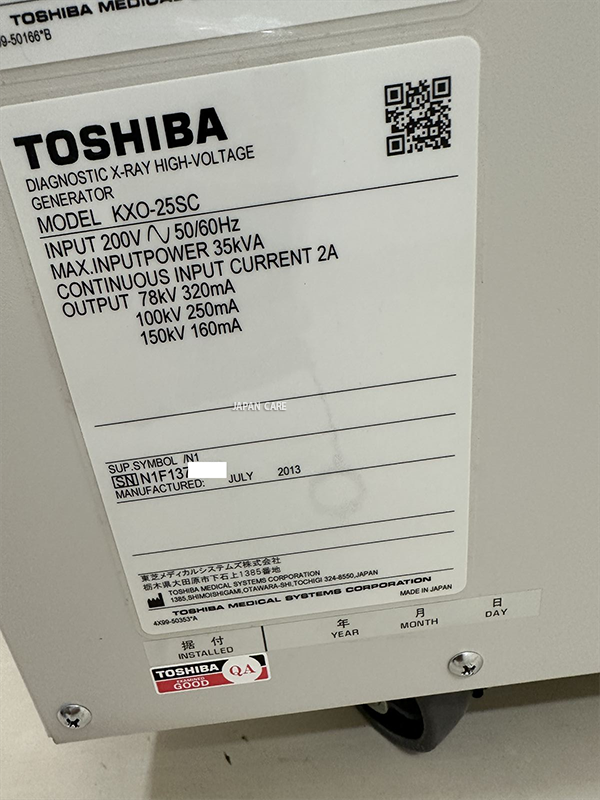 TOSHIBA MEDICAL
9-50166*B
TOSHIBA
DIAGNOSTIC X-RAY HIGH-VOLTAGE
GENERATOR
MODEL KXO-25SC
INPUT 200V ∿ 50/60Hz
MAX.INPUTPOWER 35kVA
CONTINUOUS INPUT CURRENT 2A
OUTPUT 78kV 320mA
100kV 250mA
150kV 160mA
JAPAN CARE
SUP.SYMBOL /N1
SN N1F137
MANUFACTURED: JULY 2013
東芝メディカルシステムズ株式会社
栃木県大田原市下石上1385番地
TOSHIBA MEDICAL SYSTEMS CORPORATION
1385,SHIMOISHIGAMI,OTAWARA-SHI,TOCHIGI 324-8550,JAPAN
TOSHIBA MEDICAL SYSTEMS CORPORATION
MADE IN JAPAN
4X99-50353*A
据付 年 月 日
INSTALLED YEAR MONTH DAY
TOSHIBA QA
EXAMINED
GOOD